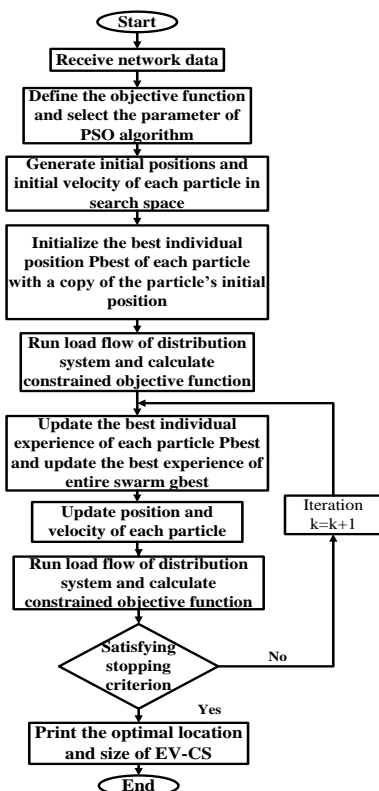 Start
Receive network data
Define the objective function
and select the parameter of
PSO algorithm
Generate initial positions and
initial velocity of each particle in
search space
Initialize the best individual
position Pbest of each particle
with a copy of the particle's initial
position
Run load flow of distribution
system and calculate
constrained objective function
Update the best individual
experience of each particle Pbest
and update the best experience of
entire swarm gbest
Iteration
k=k+1
Update position and
velocity of each particle
Run load flow of distribution
system and calculate
constrained objective function
Satisfying
stopping
criterion
No
Yes
Print the optimal location
and size of EV-CS
End